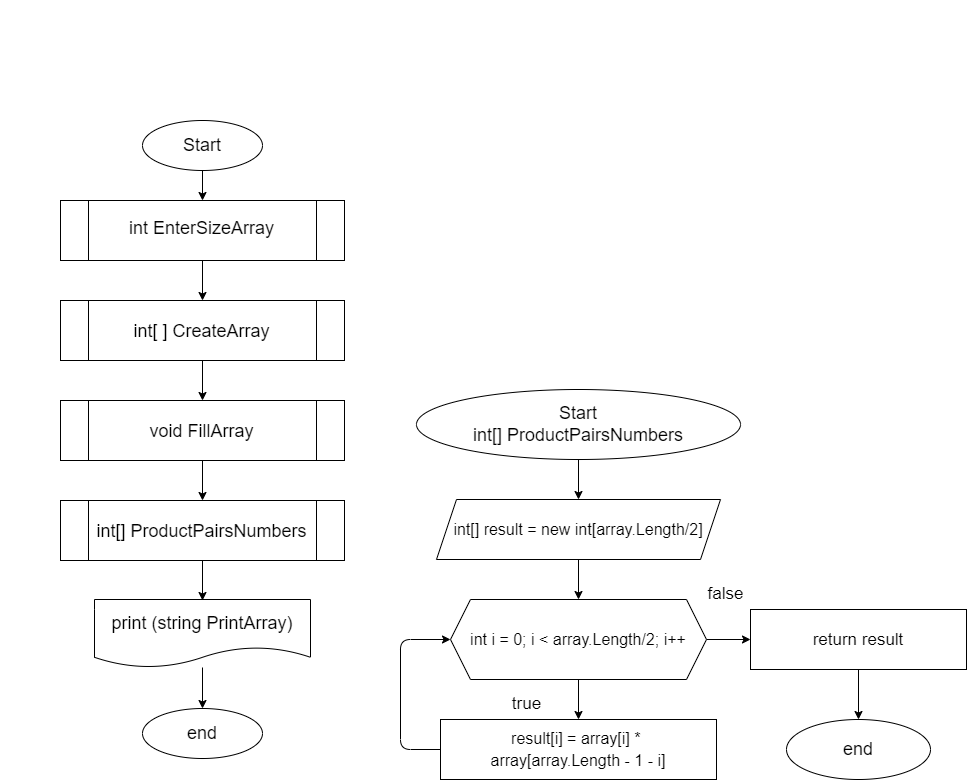 Start
int EnterSizeArray
int[ ] CreateArray
void FillArray
int[] ProductPairsNumbers
print (string PrintArray)
end
Start
int[] ProductPairsNumbers
int[] result = new int[array.Length/2]
int i = 0; i < array.Length/2; i++
false
return result
true
result[i] = array[i] *
array[array.Length - 1 - i]
end